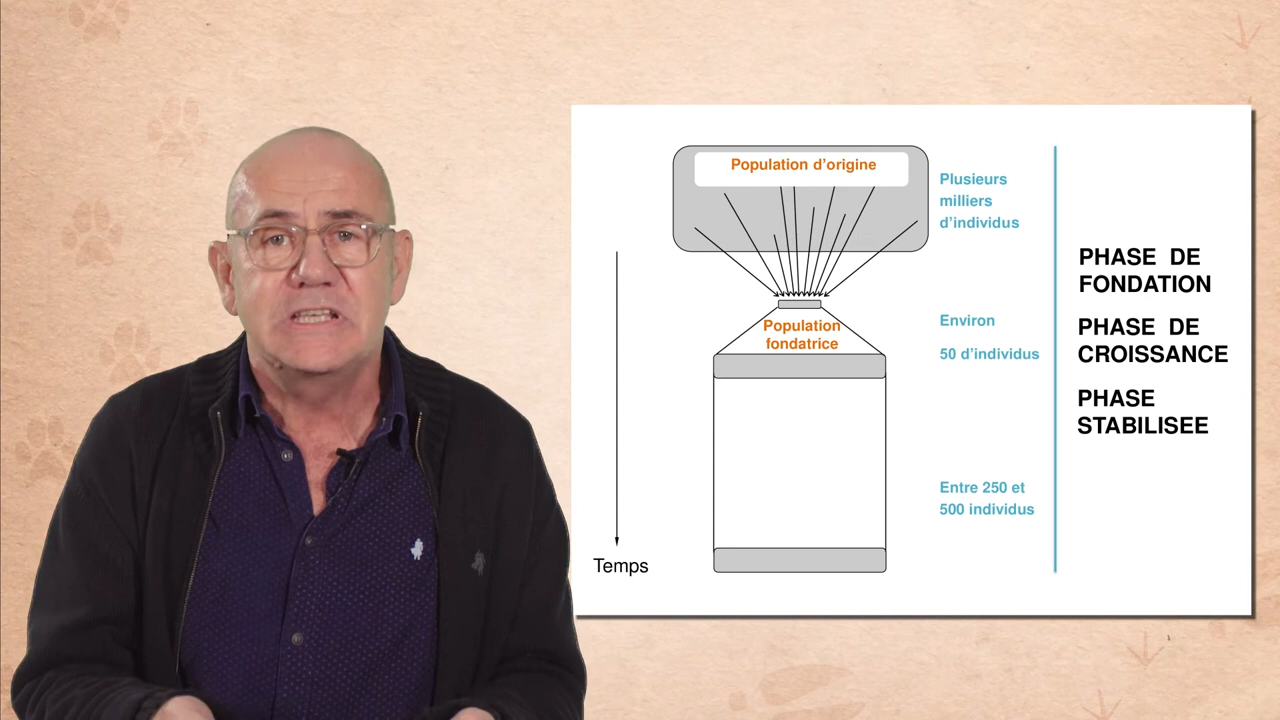 Population d'origine
Plusieurs
milliers
d'individus
Population
fondatrice
Environ
50 d'individus
Entre 250 et
500 individus
Temps
PHASE DE
FONDATION
PHASE DE
CROISSANCE
PHASE
STABILISEE